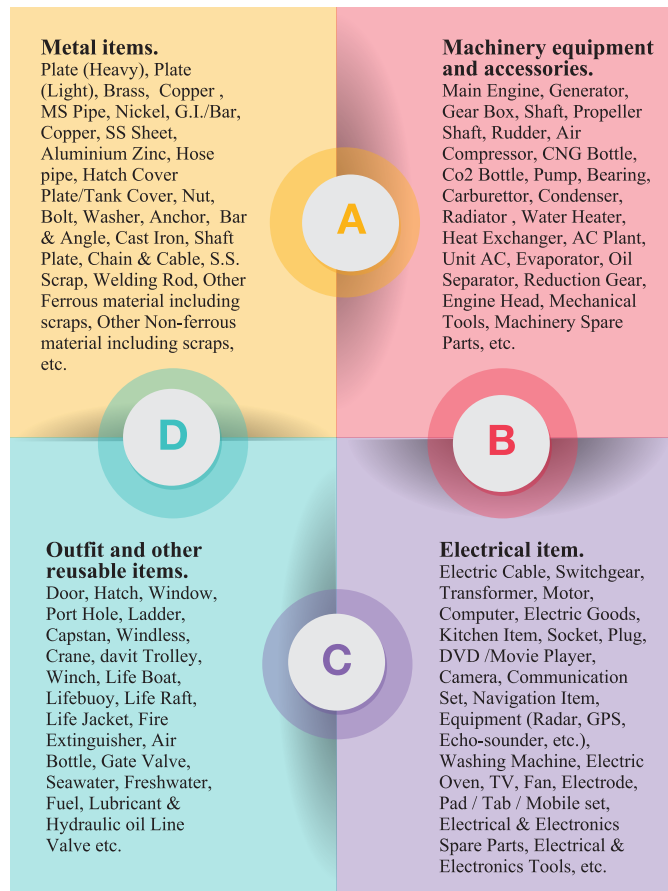 Metal items.
Plate (Heavy), Plate
(Light), Brass,  Copper ,
MS Pipe, Nickel, G.I./Bar,
Copper, SS Sheet,
Aluminium Zinc, Hose
pipe, Hatch Cover
Plate/Tank Cover, Nut,
Bolt, Washer, Anchor,  Bar
& Angle, Cast Iron, Shaft
Plate, Chain & Cable, S.S.
Scrap, Welding Rod, Other
Ferrous material including
scraps, Other Non-ferrous
material including scraps,
etc.
A
Machinery equipment
and accessories.
Main Engine, Generator,
Gear Box, Shaft, Propeller
Shaft, Rudder, Air
Compressor, CNG Bottle,
Co2 Bottle, Pump, Bearing,
Carburettor, Condenser,
Radiator , Water Heater,
Heat Exchanger, AC Plant,
Unit AC, Evaporator, Oil
Separator, Reduction Gear,
Engine Head, Mechanical
Tools, Machinery Spare
Parts, etc.
D
B
Outfit and other
reusable items.
Door, Hatch, Window,
Port Hole, Ladder,
Capstan, Windless,
Crane, davit Trolley,
Winch, Life Boat,
Lifebuoy, Life Raft,
Life Jacket, Fire
Extinguisher, Air
Bottle, Gate Valve,
Seawater, Freshwater,
Fuel, Lubricant &
Hydraulic oil Line
Valve etc.
C
Electrical item.
Electric Cable, Switchgear,
Transformer, Motor,
Computer, Electric Goods,
Kitchen Item, Socket, Plug,
DVD /Movie Player,
Camera, Communication
Set, Navigation Item,
Equipment (Radar, GPS,
Echo-sounder, etc.),
Washing Machine, Electric
Oven, TV, Fan, Electrode,
Pad / Tab / Mobile set,
Electrical & Electronics
Spare Parts, Electrical &
Electronics Tools, etc.